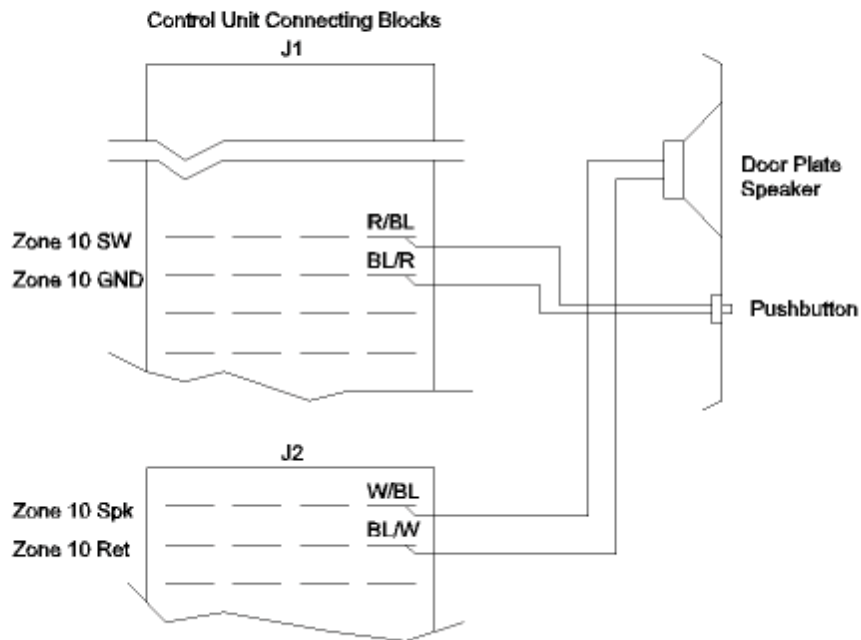 Control Unit Connecting Blocks
J1
Door Plate
Speaker
R/BL
Zone 10 SW
BL/R
Zone 10 GND
Pushbutton
J2
W/BL
Zone 10 Spk
BL/W
Zone 10 Ret